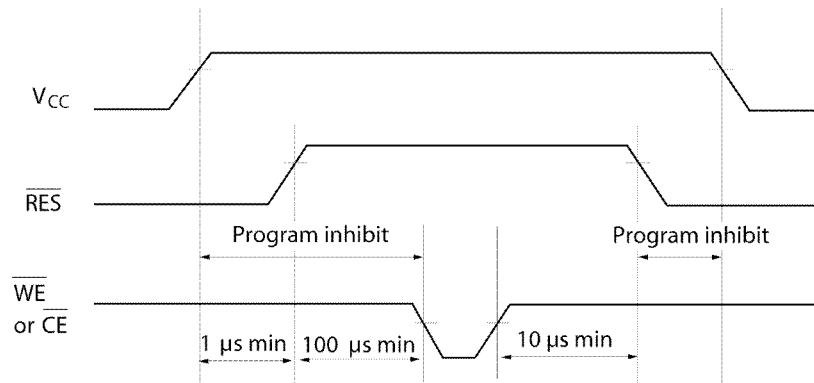 VCC
RES
Program inhibit
Program inhibit
WE
or CE
1 μs min
100 μs min
10 μs min